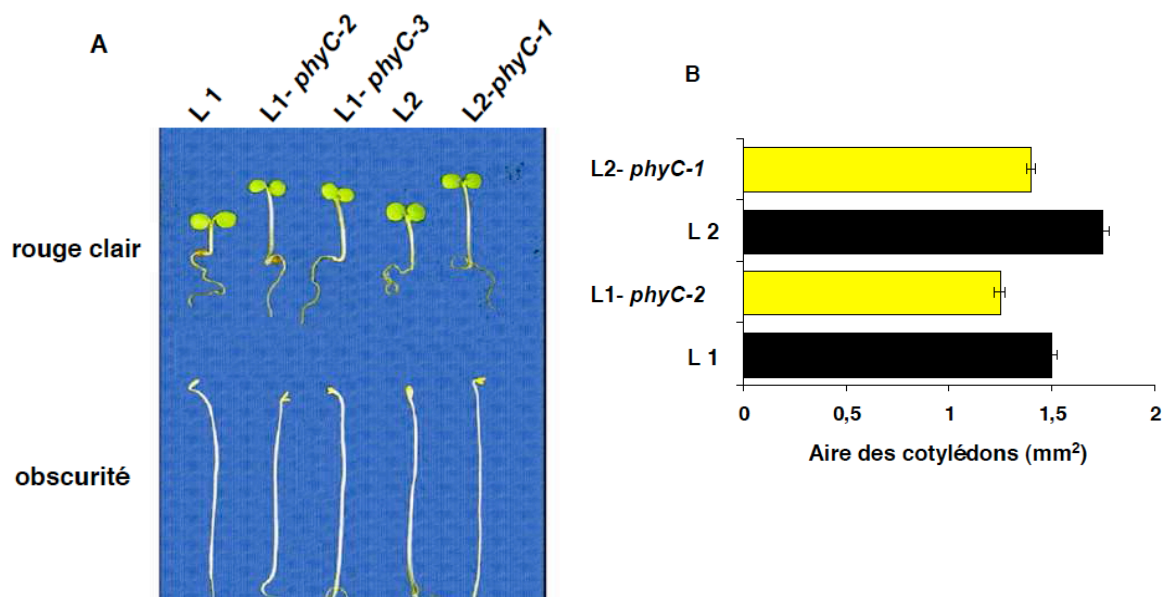 A
L 1
L1- phyC-2
L1- phyC-3
L2
L2-phyC-1
rouge clair
obscurité
B
L2- phyC-1
L 2
L1- phyC-2
L 1
0 0,5 1 1,5 2
Aire des cotylédons (mm²)